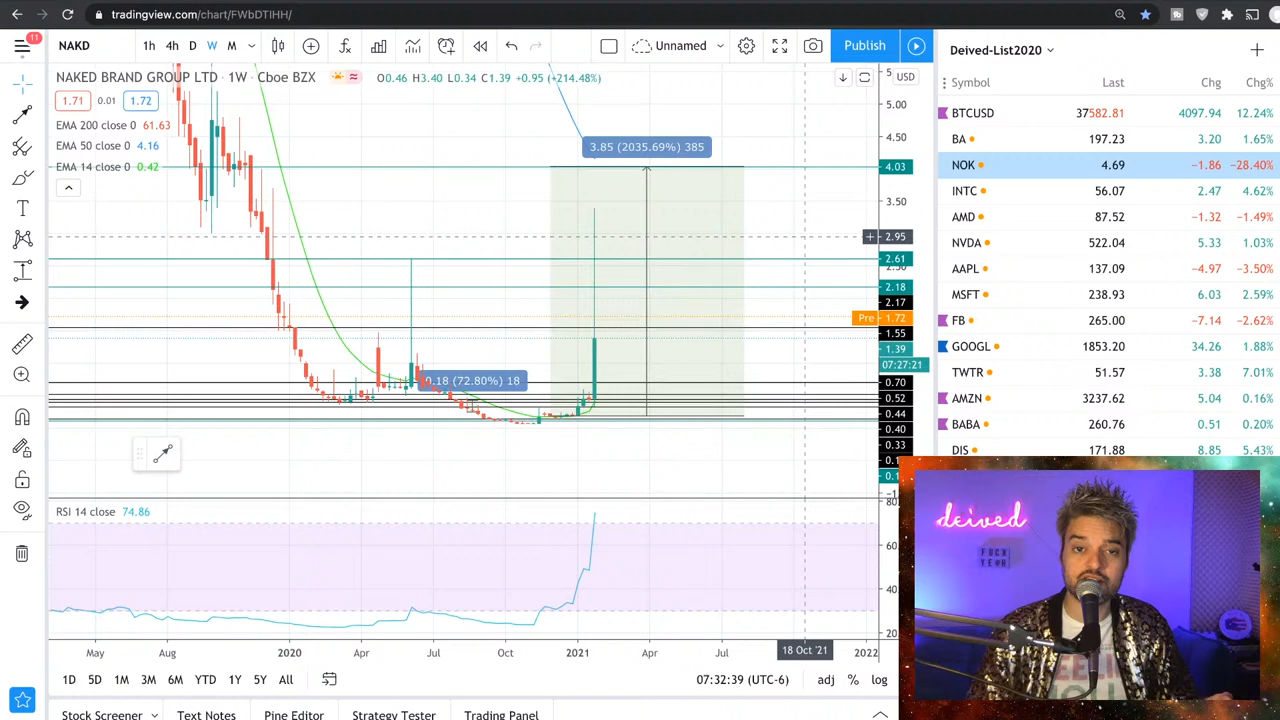 tradingview.com/chart/FWbDTIHH/
11
NAKD
1h 4h D W M
Unnamed
Publish
NAKED BRAND GROUP LTD · 1W · Cboe BZX
O0.46 H3.40 L0.34 C1.39 +0.95 (+214.48%)
1.71 0.01 1.72
EMA 200 close 0 61.63
EMA 50 close 0 4.16
EMA 14 close 0 0.42
USD
3.85 (2035.69%) 385
0.18 (72.80%) 18
5.00
4.50
4.03
3.50
2.95
2.61
2.50
2.18
2.17
Pre 1.72
1.55
1.39
07:27:21
0.70
0.52
0.44
0.40
0.33
RSI 14 close 74.86
80
60
40
20
May Aug 2020 Apr Jul Oct 2021 Apr Jul 18 Oct '21 2022
1D 5D 1M 3M 6M YTD 1Y 5Y All
07:32:39 (UTC-6) adj % log
Stock Screener Text Notes Pine Editor Strategy Tester Trading Panel
Deived-List2020
Symbol Last Chg Chg%
BTCUSD 37582.81 4097.94 12.24%
BA 197.23 3.20 1.65%
NOK 4.69 −1.86 −28.40%
INTC 56.07 2.47 4.62%
AMD 87.52 −1.32 −1.49%
NVDA 522.04 5.33 1.03%
AAPL 137.09 −4.97 −3.50%
MSFT 238.93 6.03 2.59%
FB 265.00 −7.14 −2.62%
GOOGL 1853.20 34.26 1.88%
TWTR 51.57 3.38 7.01%
AMZN 3237.62 5.04 0.16%
BABA 260.76 0.51 0.20%
DIS 171.88 8.85 5.43%
deived
FUCK
YEAH